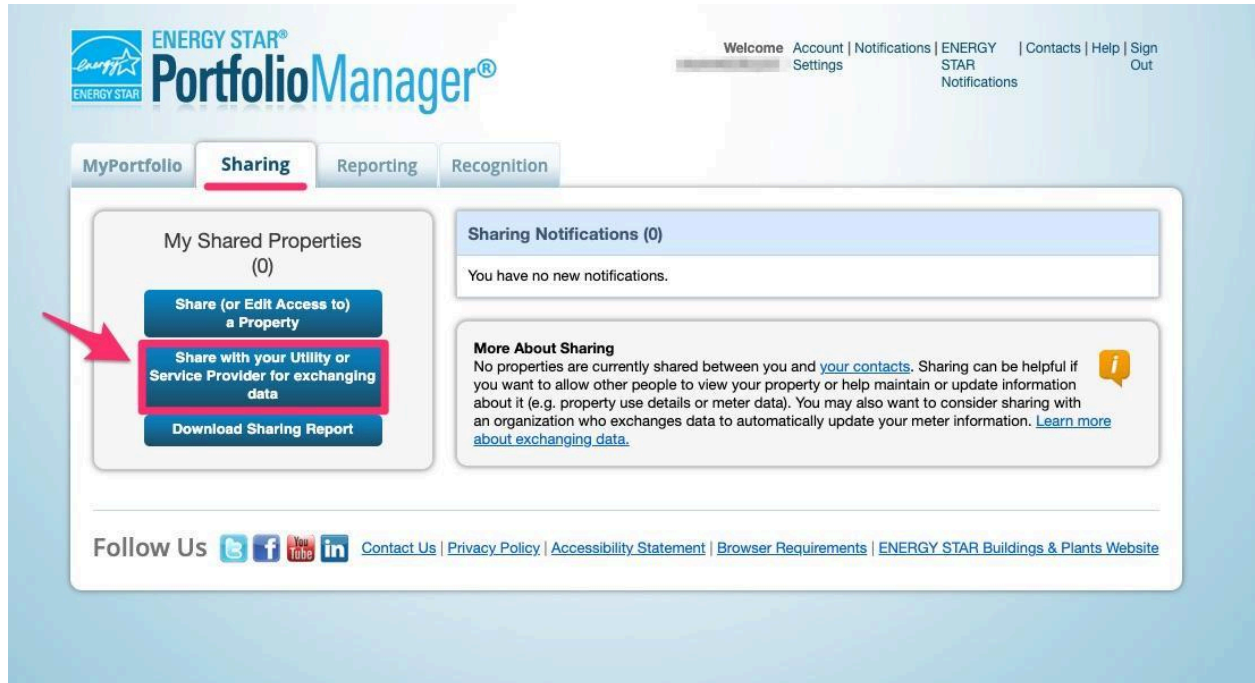 ENERGY STAR®
PortfolioManager®
energy
ENERGY STAR
Welcome Account | Notifications | ENERGY | Contacts | Help | Sign
Settings STAR Out
Notifications
MyPortfolio Sharing Reporting Recognition
My Shared Properties
(0)
Share (or Edit Access to)
a Property
Share with your Utility or
Service Provider for exchanging
data
Download Sharing Report
Sharing Notifications (0)
You have no new notifications.
More About Sharing
No properties are currently shared between you and your contacts. Sharing can be helpful if
you want to allow other people to view your property or help maintain or update information
about it (e.g. property use details or meter data). You may also want to consider sharing with
an organization who exchanges data to automatically update your meter information. Learn more
about exchanging data.
i
Follow Us t f You Tube in Contact Us | Privacy Policy | Accessibility Statement | Browser Requirements | ENERGY STAR Buildings & Plants Website